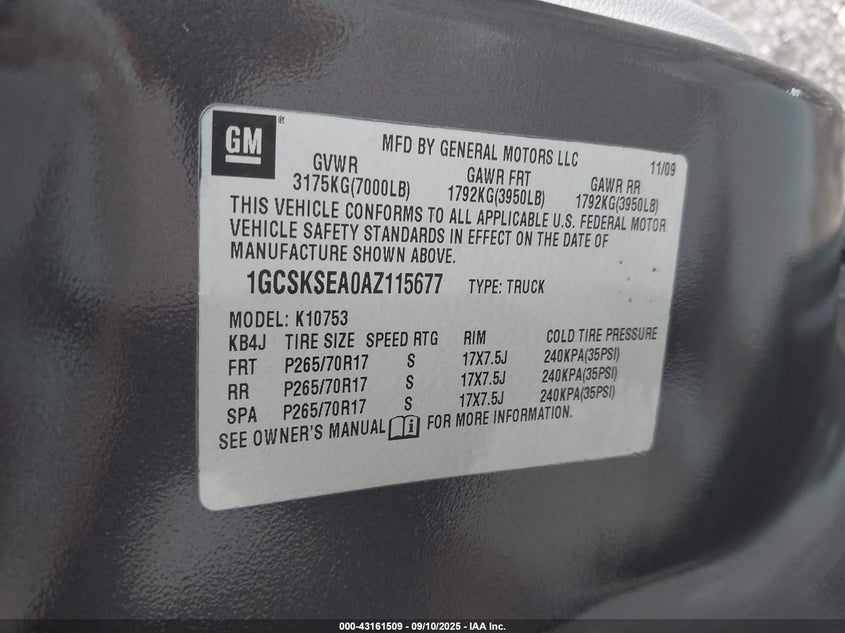 GM ®
MFD BY GENERAL MOTORS LLC 11/09
GVWR GAWR FRT GAWR RR
3175KG(7000LB) 1792KG(3950LB) 1792KG(3950LB)
THIS VEHICLE CONFORMS TO ALL APPLICABLE U.S. FEDERAL MOTOR
VEHICLE SAFETY STANDARDS IN EFFECT ON THE DATE OF
MANUFACTURE SHOWN ABOVE.
1GCSKSEA0AZ115677 TYPE: TRUCK
MODEL: K10753
KB4J TIRE SIZE SPEED RTG RIM COLD TIRE PRESSURE
FRT P265/70R17 S 17X7.5J 240KPA(35PSI)
RR P265/70R17 S 17X7.5J 240KPA(35PSI)
SPA P265/70R17 S 17X7.5J 240KPA(35PSI)
SEE OWNER'S MANUAL i FOR MORE INFORMATION.
000-43161509 - 09/10/2025 - IAA Inc.